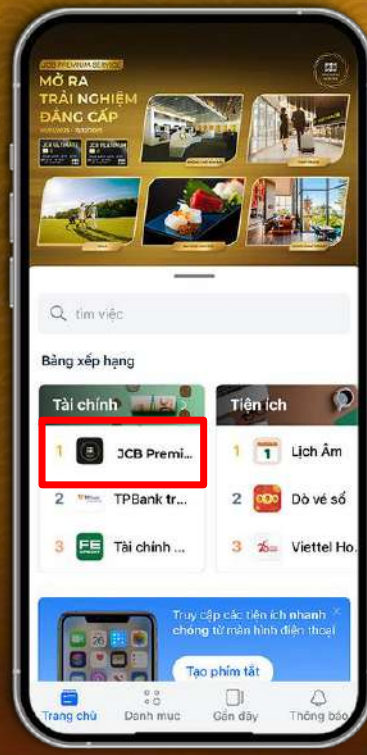 JCB PREMIUM SERVICE
MỞ RA
TRẢI NGHIỆM
ĐẲNG CẤP
JCB ULTIMATE
JCB PLATINUM
tìm việc
Bảng xếp hạng
Tài chính
Tiện ích
1 JCB Premi...
1 Lịch Âm
2 TPBank tr...
2 Dò vé số
3 FE Tài chính ...
3 Viettel Ho.
Truy cập các tiện ích nhanh
chóng từ màn hình điện thoại
Tạo phím tắt
Trang chủ
Danh mục
Gần đây
Thông báo